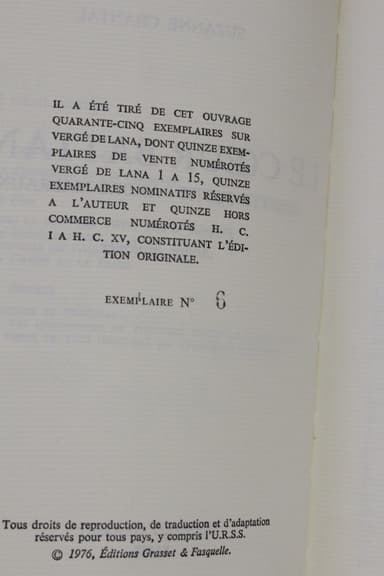 SUZANNE CHANTAL
IL A ÉTÉ TIRÉ DE CET OUVRAGE
QUARANTE-CINQ EXEMPLAIRES SUR
VERGÉ DE LANA, DONT QUINZE EXEM-
PLAIRES DE VENTE NUMÉROTÉS
VERGÉ DE LANA 1 A 15, QUINZE
EXEMPLAIRES NOMINATIFS RÉSERVÉS
A L'AUTEUR ET QUINZE HORS
COMMERCE NUMÉROTÉS H. C.
I A H. C. XV, CONSTITUANT L'ÉDI-
TION ORIGINALE.
EXEMPLAIRE N° 6
Tous droits de reproduction, de traduction et d'adaptation
réservés pour tous pays, y compris l'U.R.S.S.
© 1976, Éditions Grasset & Fasquelle.